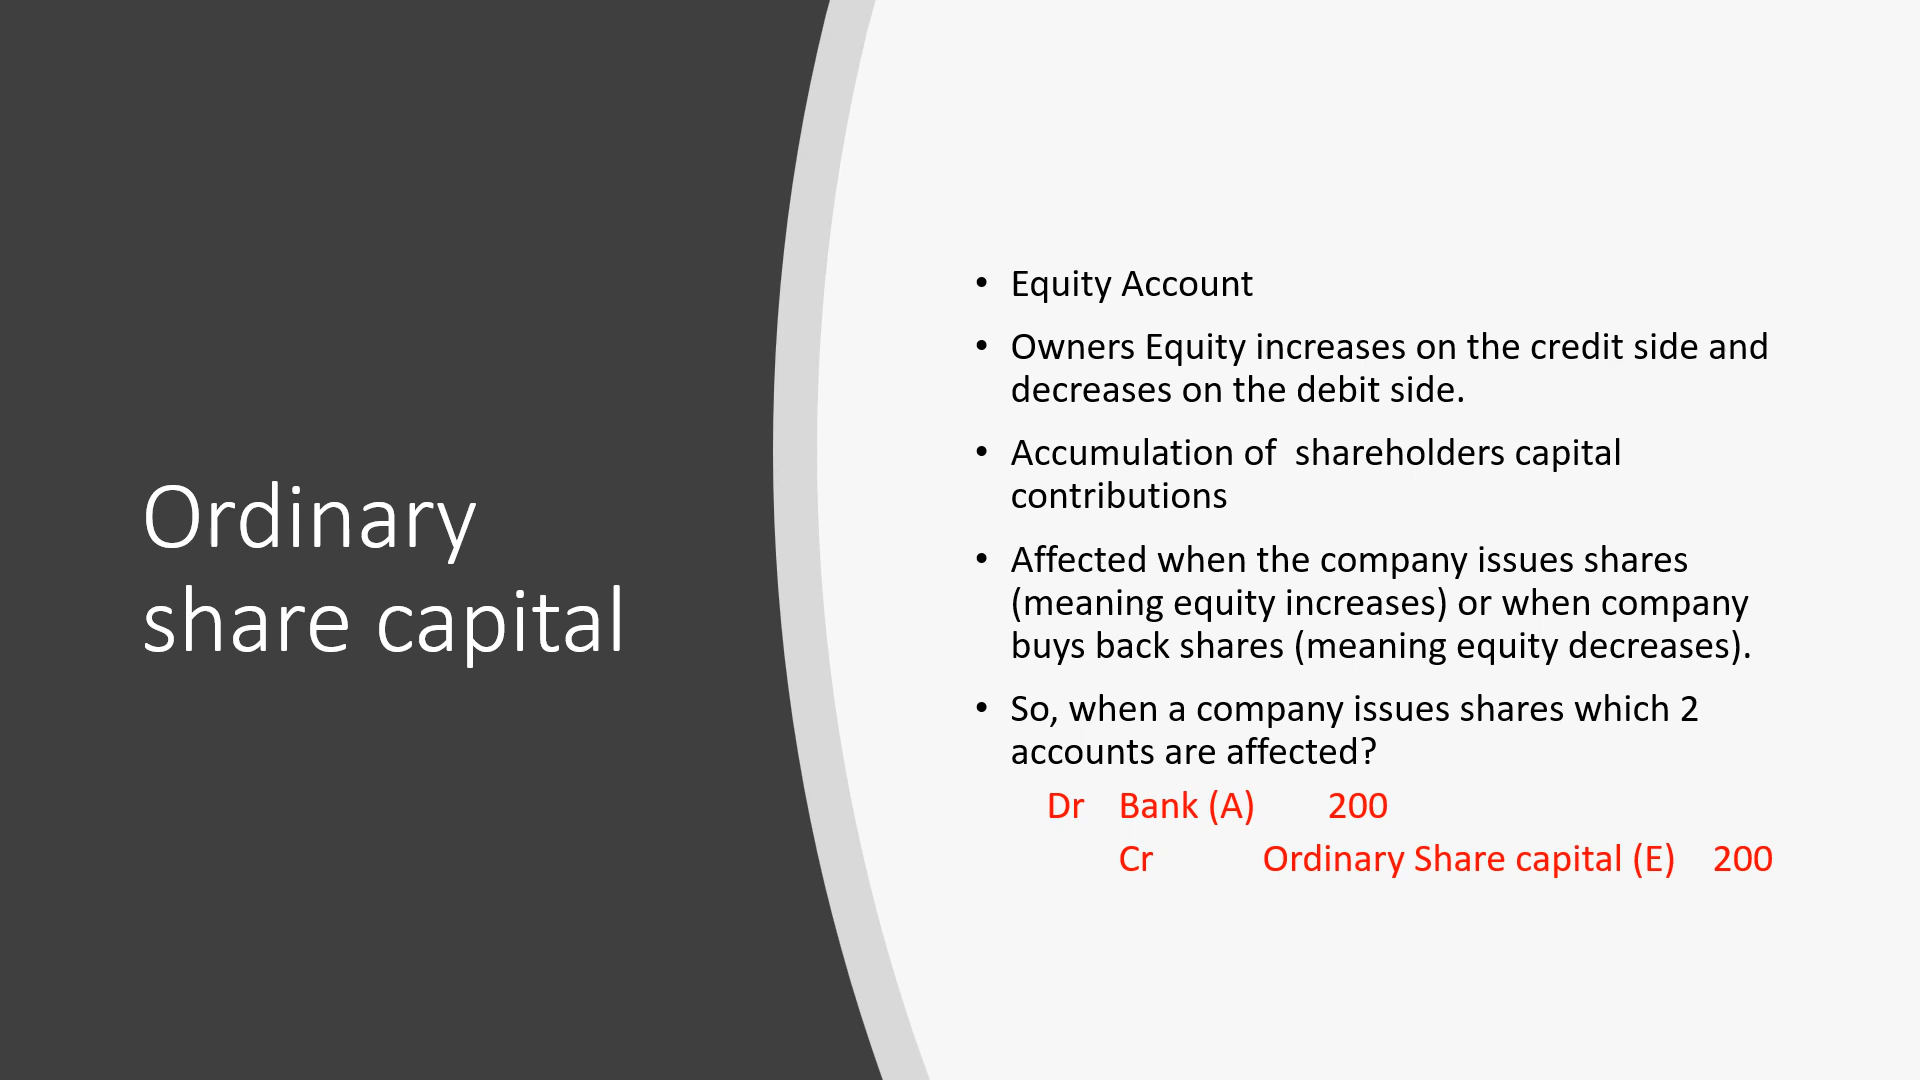 Ordinary
share capital
• Equity Account
• Owners Equity increases on the credit side and
decreases on the debit side.
• Accumulation of  shareholders capital
contributions
• Affected when the company issues shares
(meaning equity increases) or when company
buys back shares (meaning equity decreases).
• So, when a company issues shares which 2
accounts are affected?
Dr Bank (A) 200
Cr Ordinary Share capital (E) 200